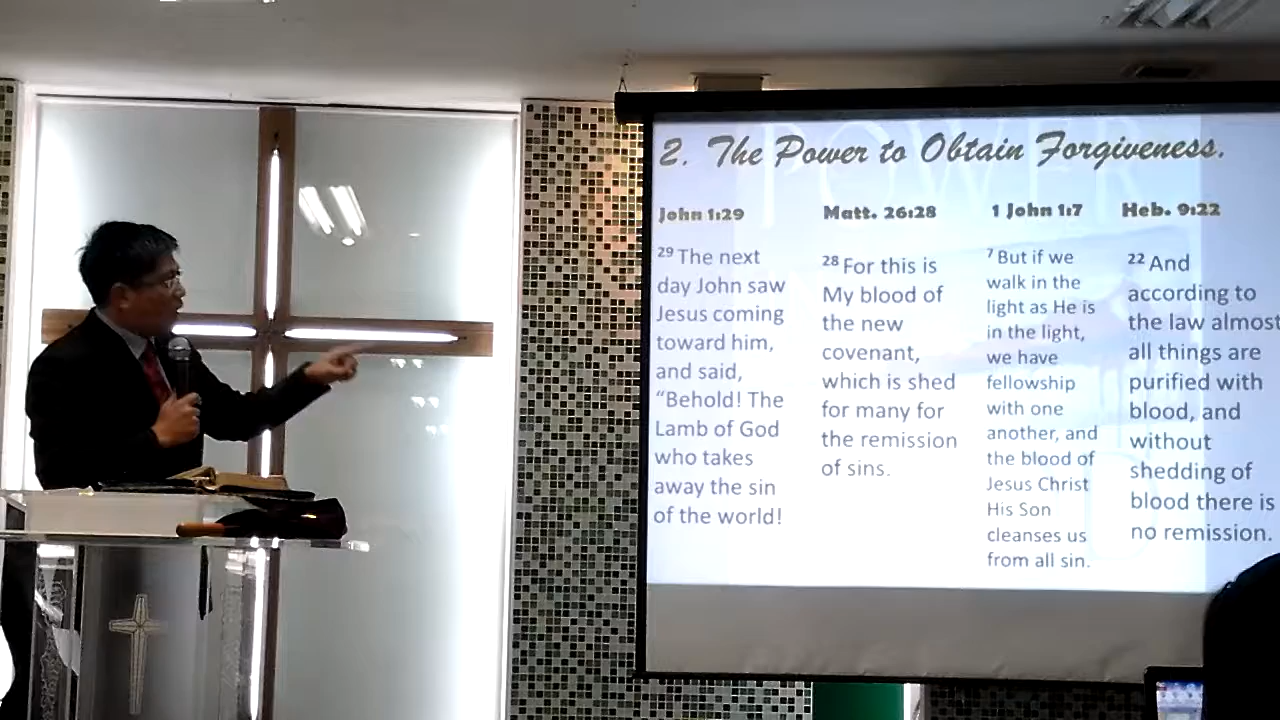 POWER
2. The Power to Obtain Forgiveness.
John 1:29
29 The next
day John saw
Jesus coming
toward him,
and said,
“Behold! The
Lamb of God
who takes
away the sin
of the world!
Matt. 26:28
28 For this is
My blood of
the new
covenant,
which is shed
for many for
the remission
of sins.
1 John 1:7
7 But if we
walk in the
light as He is
in the light,
we have
fellowship
with one
another, and
the blood of
Jesus Christ
His Son
cleanses us
from all sin.
Heb. 9:22
22 And
according to
the law almost
all things are
purified with
blood, and
without
shedding of
blood there is
no remission.